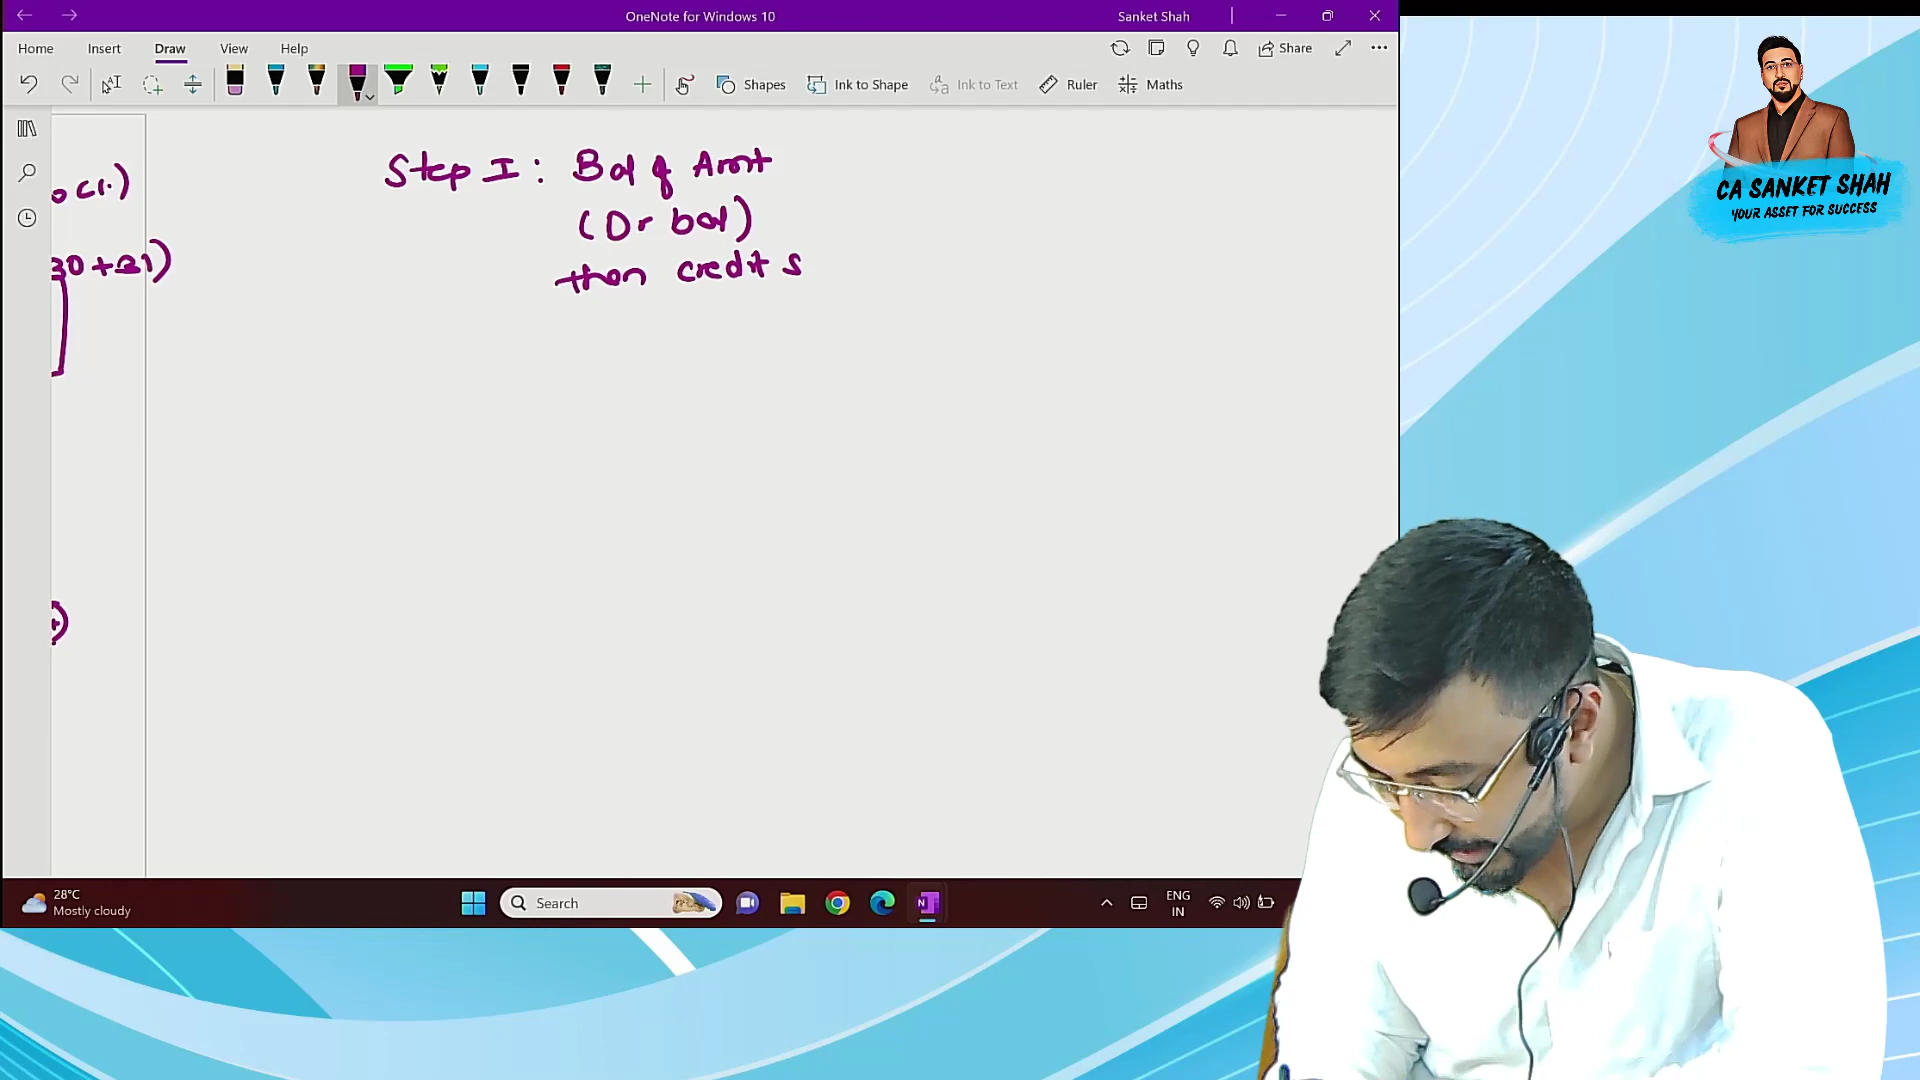 OneNote for Windows 10
Sanket Shah
Home Insert Draw View Help
Share
Shapes Ink to Shape Ink to Text Ruler Maths
Step I : Bal of Amt
(Dr bal)
then credit s
30+31)
28°C
Mostly cloudy
Search
ENG
IN
CA SANKET SHAH
YOUR ASSET FOR SUCCESS